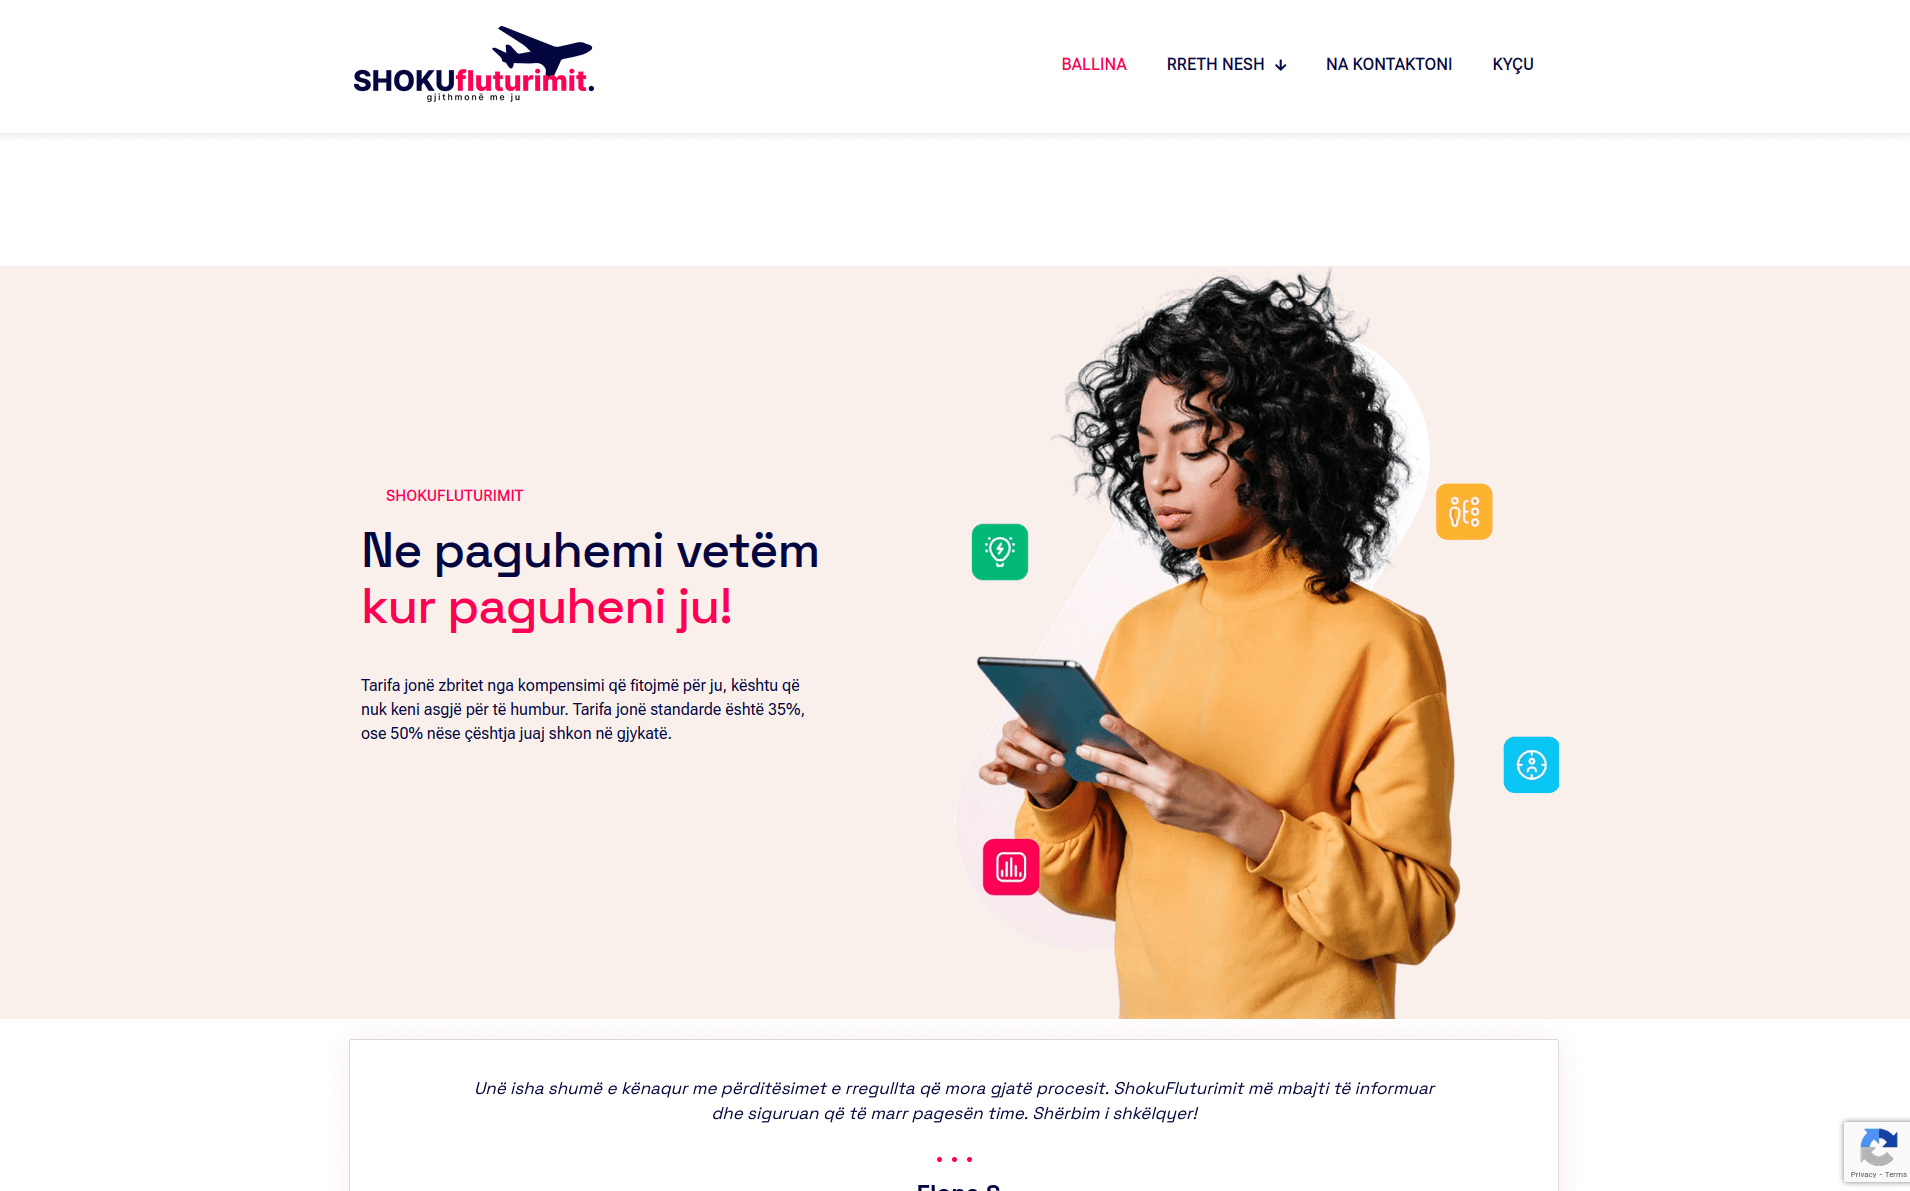 SHOKUfluturimit.
gjithmonë me ju
BALLINA
RRETH NESH
NA KONTAKTONI
KYÇU
SHOKUFLUTURIMIT
Ne paguhemi vetëm
kur paguheni ju!
Tarifa jonë zbritet nga kompensimi që fitojmë për ju, kështu që
nuk keni asgjë për të humbur. Tarifa jonë standarde është 35%,
ose 50% nëse çështja juaj shkon në gjykatë.
Unë isha shumë e kënaqur me përditësimet e rregullta që mora gjatë procesit. ShokuFluturimit më mbajti të informuar
dhe siguruan që të marr pagesën time. Shërbim i shkëlqyer!
Privacy - Terms